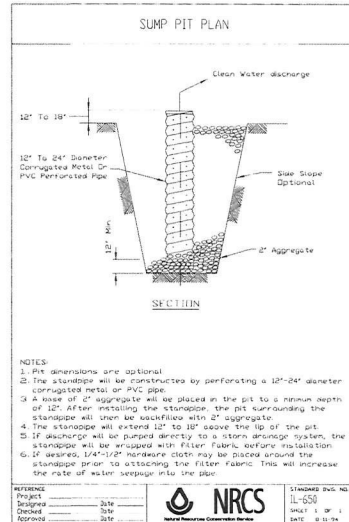 SUMP PIT PLAN
Clean Water discharge
12" To 18"
12" To 24" Diameter
Corrugated Metal Or
PVC Perforated Pipe
Side Slope
Optional
12" Min.
2" Aggregate
SECTION
NOTES:
1. Pit dimensions are optional
2. The standpipe will be constructed by perforating a 12"-24" diameter
corrugated metal or PVC pipe.
3. A base of 2" aggregate will be placed in the pit to a minimum depth
of 12". After installing the standpipe, the pit surrounding the
standpipe will then be backfilled with 2" aggregate.
4. The standpipe will extend 12" to 18" above the lip of the pit.
5. If discharge will be pumped directly to a storm drainage system, the
standpipe will be wrapped with filter fabric before installation.
6. If desired, 1/4"-1/2" hardware cloth may be placed around the
standpipe prior to attaching the filter fabric. This will increase
the rate of water seepage into the pipe.
REFERENCE
Project
Designed Date
Checked Date
Approved Date
NRCS
Natural Resources Conservation Service
STANDARD DWG. NO.
IL-650
SHEET 1 OF 1
DATE